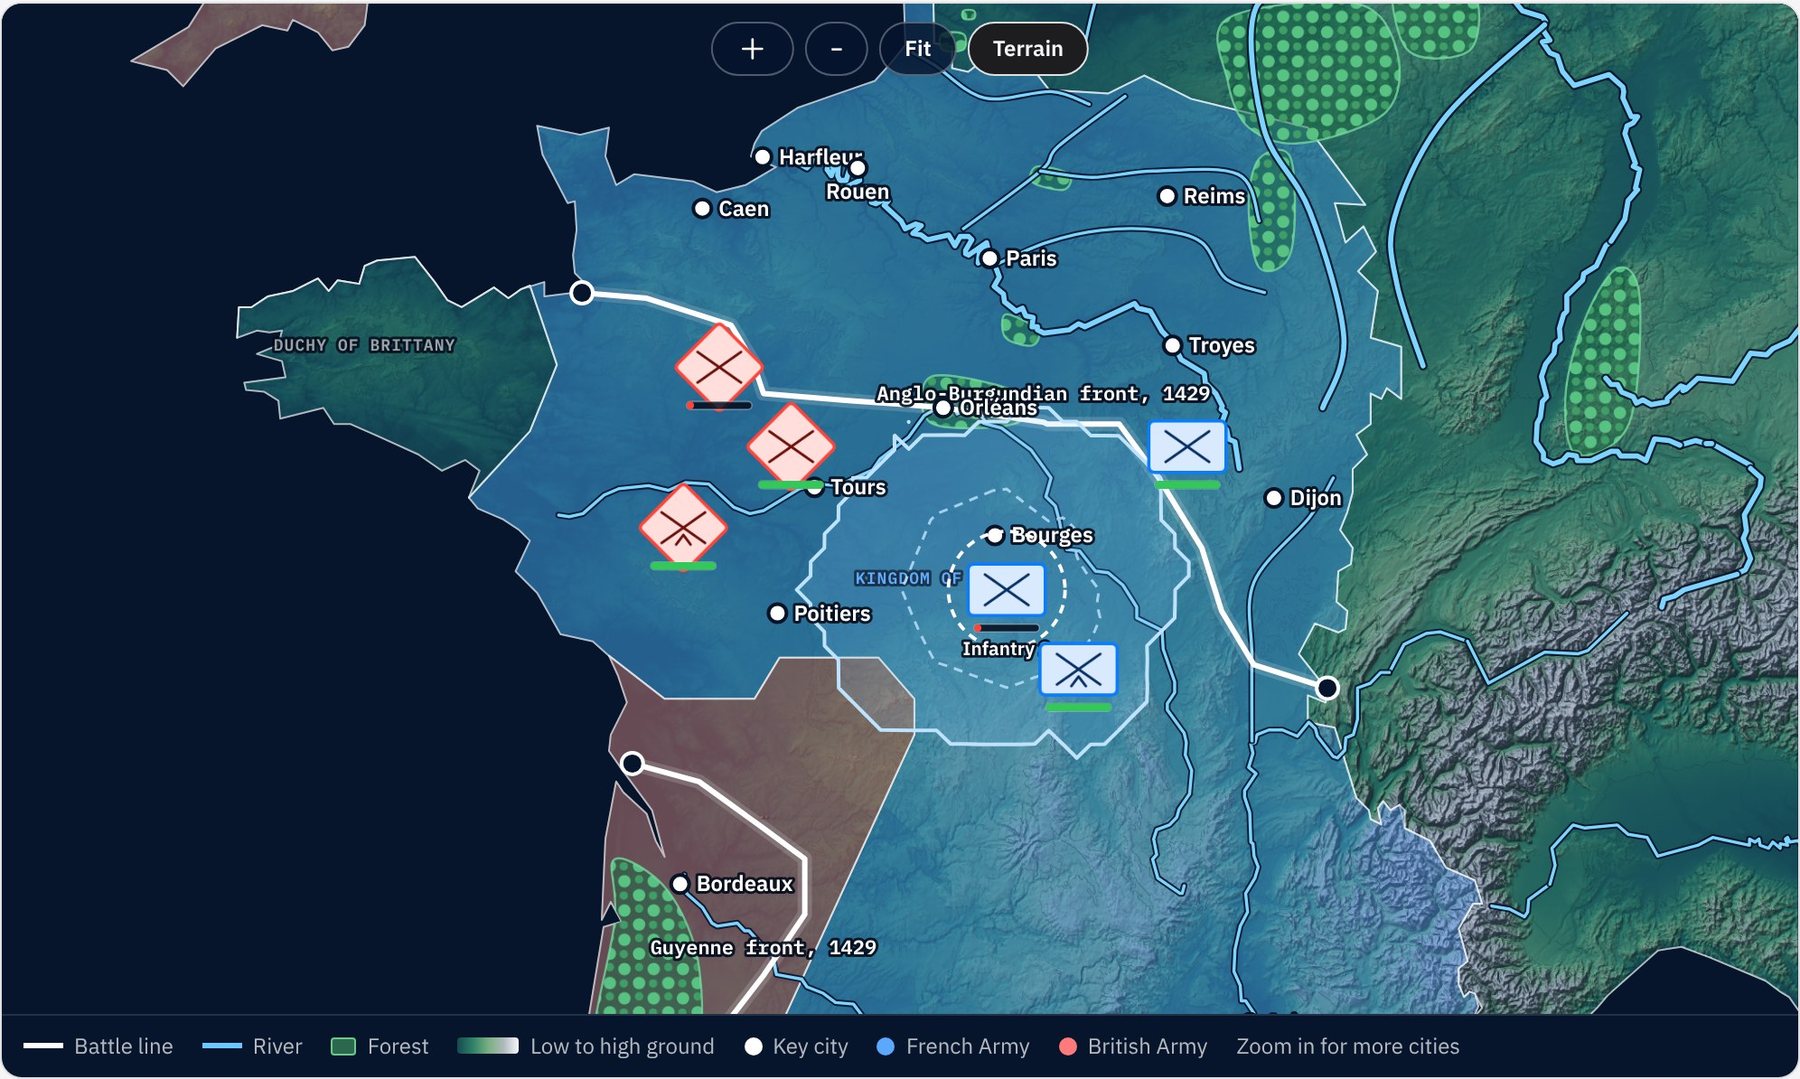 +
-
Fit
Terrain
Harfleur
Rouen
Caen
Reims
Paris
DUCHY OF BRITTANY
Troyes
Anglo-Burgundian front, 1429
Orléans
Tours
Dijon
Bourges
KINGDOM OF
Poitiers
Infantry
Bordeaux
Guyenne front, 1429
Battle line
River
Forest
Low to high ground
Key city
French Army
British Army
Zoom in for more cities